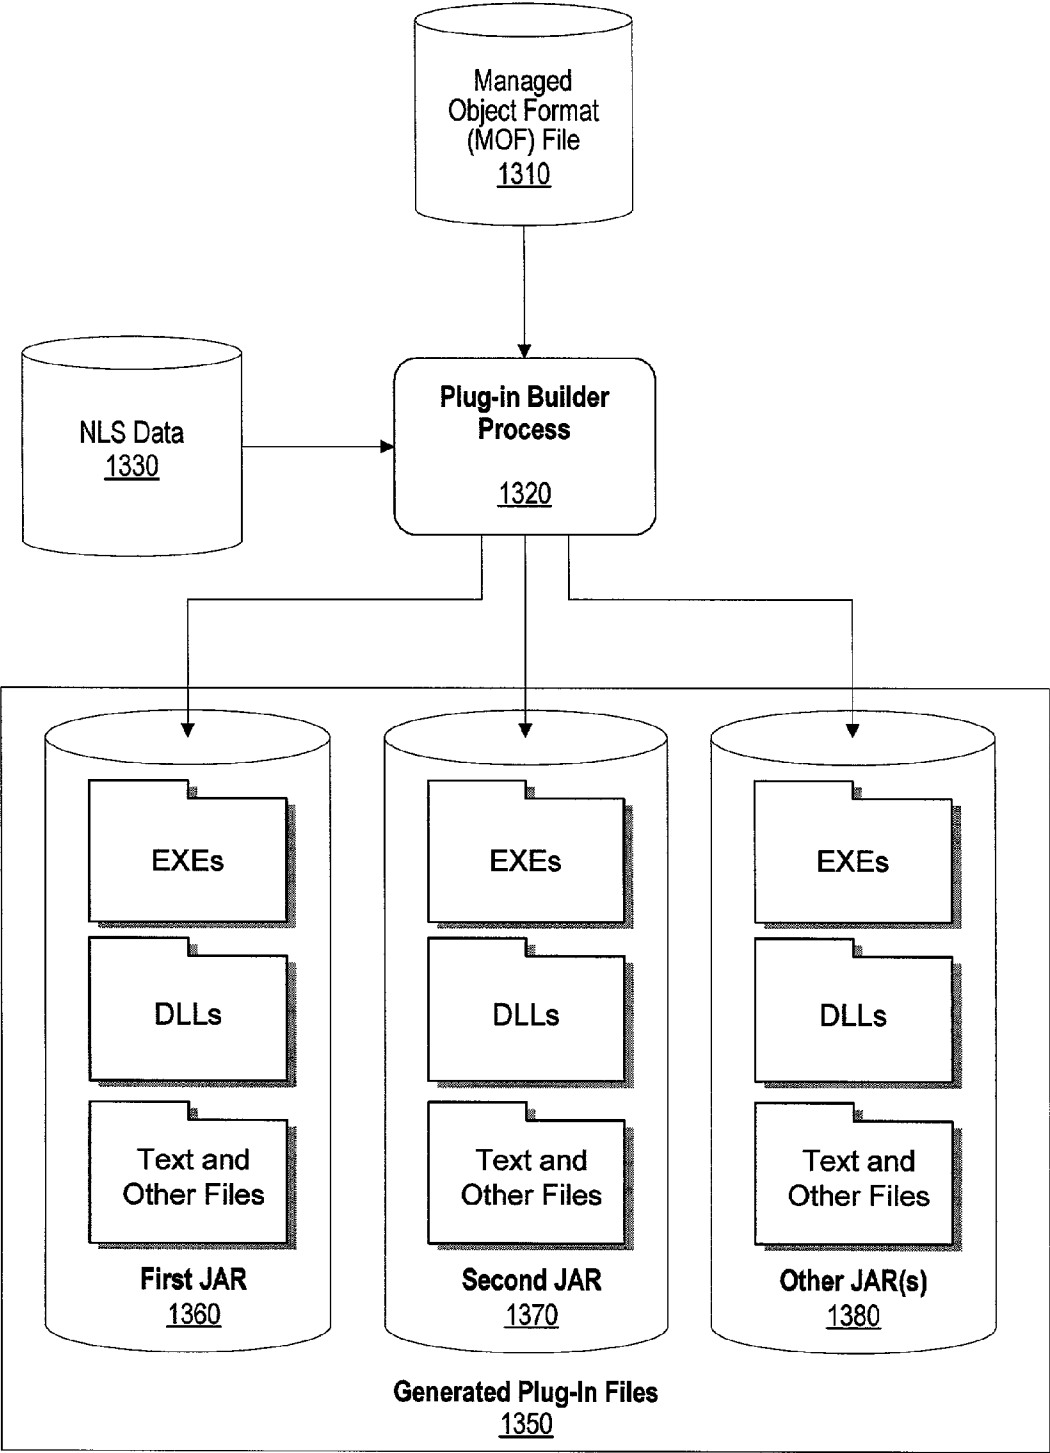 Managed
Object Format
(MOF) File
1310
NLS Data
1330
Plug-in Builder
Process
1320
EXEs
DLLs
Text and
Other Files
First JAR
1360
EXEs
DLLs
Text and
Other Files
Second JAR
1370
EXEs
DLLs
Text and
Other Files
Other JAR(s)
1380
Generated Plug-In Files
1350